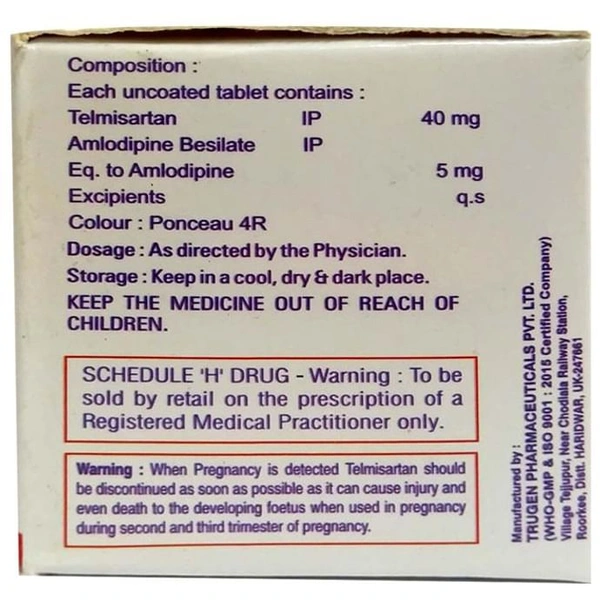 Composition :
Each uncoated tablet contains :
Telmisartan IP 40 mg
Amlodipine Besilate IP
Eq. to Amlodipine 5 mg
Excipients q.s
Colour : Ponceau 4R
Dosage : As directed by the Physician.
Storage : Keep in a cool, dry & dark place.
KEEP THE MEDICINE OUT OF REACH OF
CHILDREN.
SCHEDULE 'H' DRUG - Warning : To be
sold by retail on the prescription of a
Registered Medical Practitioner only.
Warning : When Pregnancy is detected Telmisartan should
be discontinued as soon as possible as it can cause injury and
even death to the developing foetus when used in pregnancy
during second and third trimester of pregnancy.
Manufactured by :
TRUGEN PHARMACEUTICALS PVT. LTD.
(WHO-GMP & ISO 9001 : 2015 Certified Company)
Village Tejjupur, Near Chodiala Railway Station,
Roorkee, Distt. HARIDWAR, UK-247661